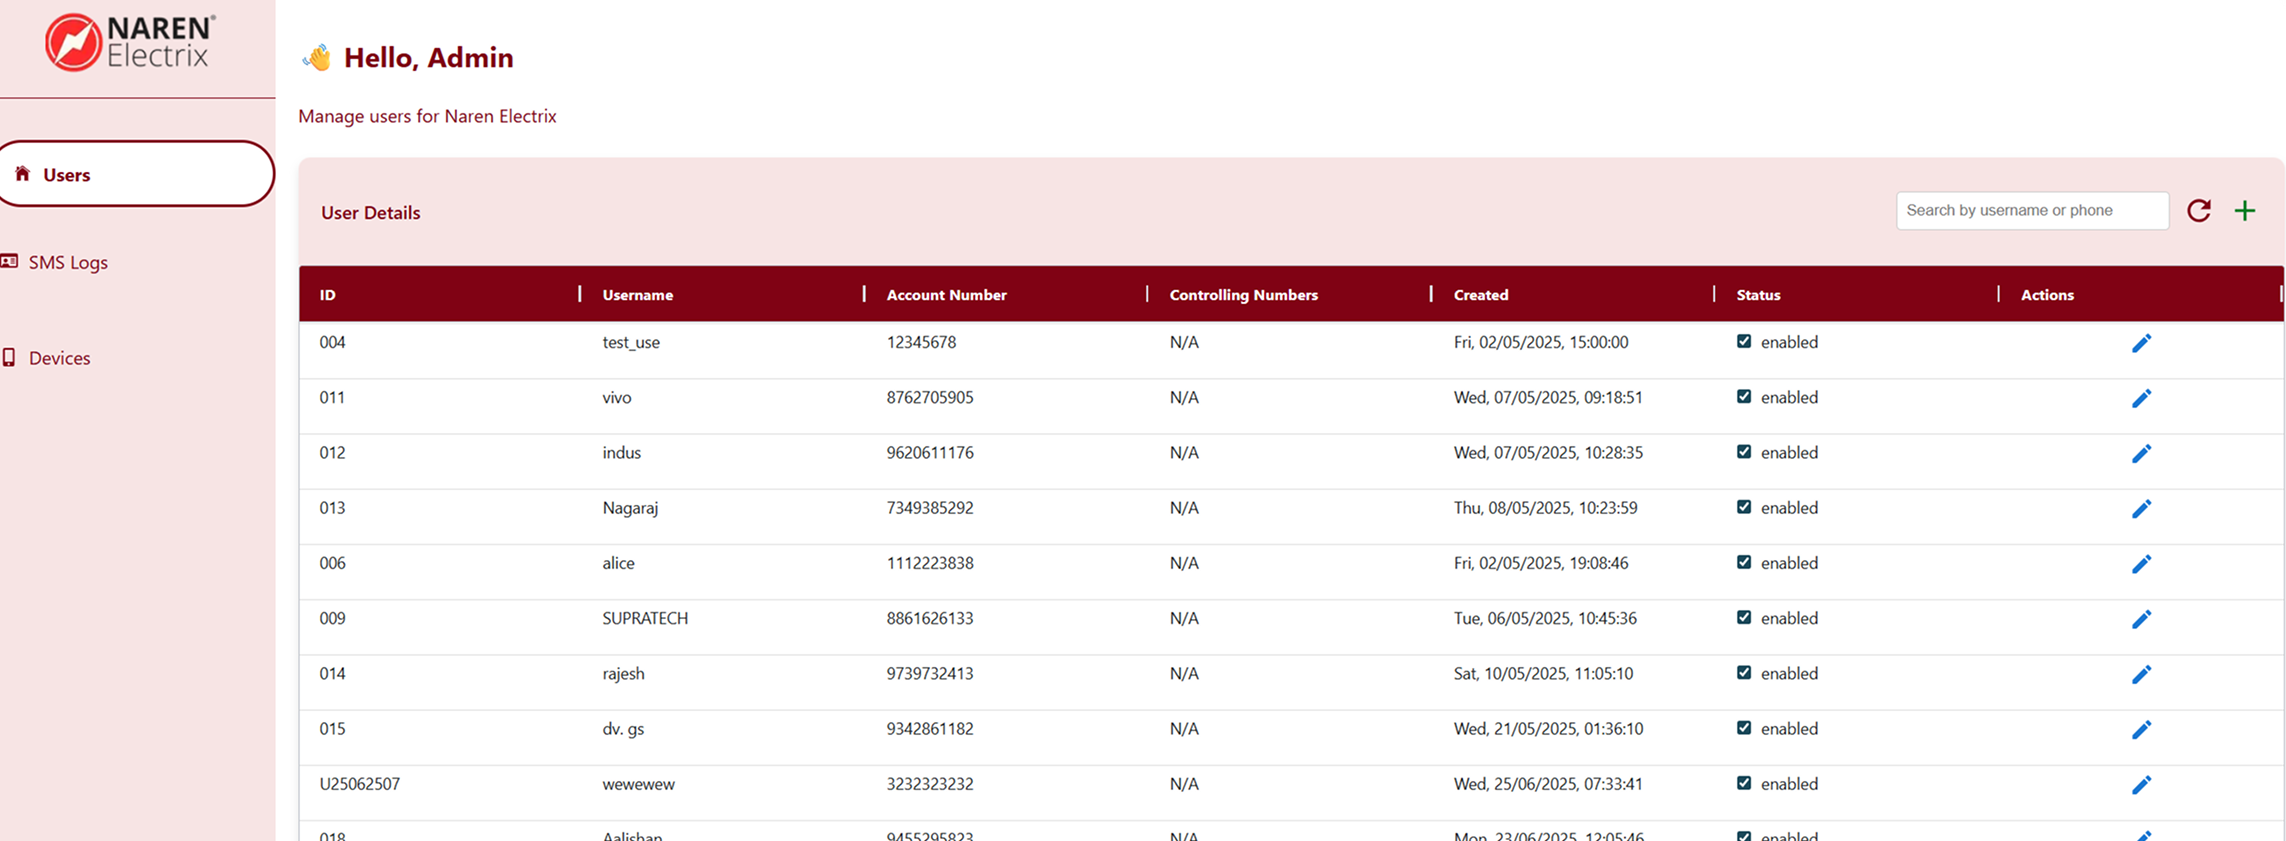 NAREN®
Electrix
Hello, Admin
Manage users for Naren Electrix
Users
SMS Logs
Devices
User Details
Search by username or phone
ID Username Account Number Controlling Numbers Created Status Actions
004 test_use 12345678 N/A Fri, 02/05/2025, 15:00:00 enabled
011 vivo 8762705905 N/A Wed, 07/05/2025, 09:18:51 enabled
012 indus 9620611176 N/A Wed, 07/05/2025, 10:28:35 enabled
013 Nagaraj 7349385292 N/A Thu, 08/05/2025, 10:23:59 enabled
006 alice 1112223838 N/A Fri, 02/05/2025, 19:08:46 enabled
009 SUPRATECH 8861626133 N/A Tue, 06/05/2025, 10:45:36 enabled
014 rajesh 9739732413 N/A Sat, 10/05/2025, 11:05:10 enabled
015 dv. gs 9342861182 N/A Wed, 21/05/2025, 01:36:10 enabled
U25062507 wewewew 3232323232 N/A Wed, 25/06/2025, 07:33:41 enabled
018 Aalishan 9455295823 N/A Mon, 23/06/2025, 12:05:46 enabled